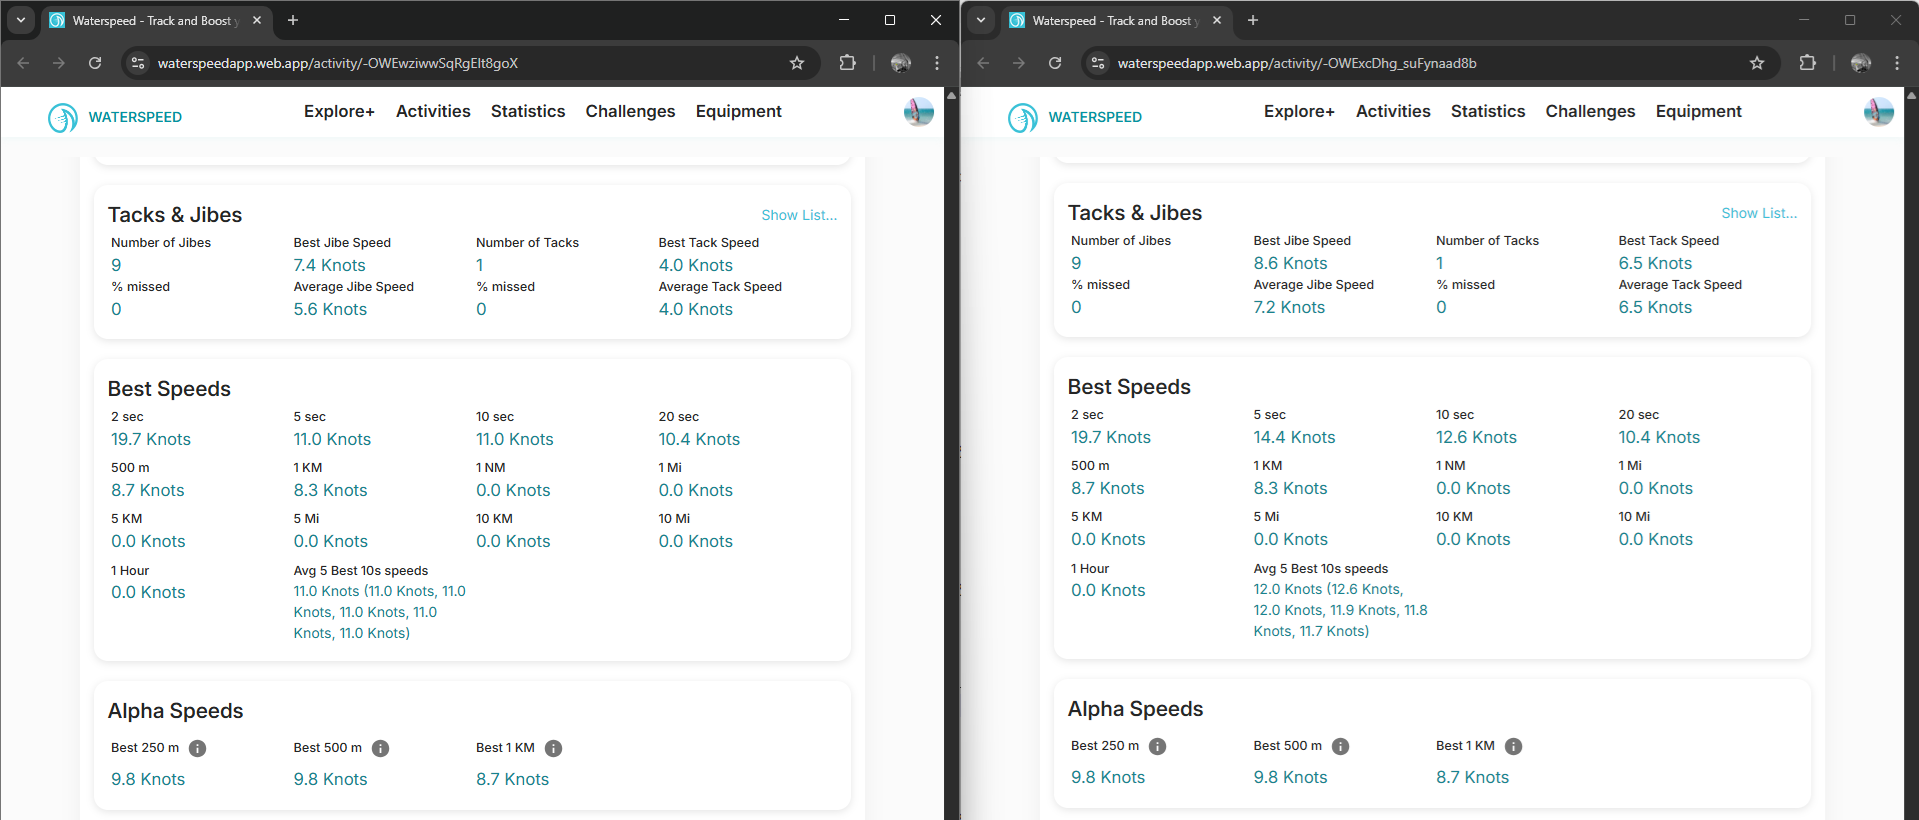 Waterspeed - Track and Boost y
waterspeedapp.web.app/activity/-OWEwziwwSqRgElt8goX
WATERSPEED
Explore+ Activities Statistics Challenges Equipment
Tacks & Jibes
Show List...
Number of Jibes Best Jibe Speed Number of Tacks Best Tack Speed
9 7.4 Knots 1 4.0 Knots
% missed Average Jibe Speed % missed Average Tack Speed
0 5.6 Knots 0 4.0 Knots
Best Speeds
2 sec 5 sec 10 sec 20 sec
19.7 Knots 11.0 Knots 11.0 Knots 10.4 Knots
500 m 1 KM 1 NM 1 Mi
8.7 Knots 8.3 Knots 0.0 Knots 0.0 Knots
5 KM 5 Mi 10 KM 10 Mi
0.0 Knots 0.0 Knots 0.0 Knots 0.0 Knots
1 Hour Avg 5 Best 10s speeds
0.0 Knots 11.0 Knots (11.0 Knots, 11.0
Knots, 11.0 Knots, 11.0
Knots, 11.0 Knots)
Alpha Speeds
Best 250 m Best 500 m Best 1 KM
9.8 Knots 9.8 Knots 8.7 Knots
Waterspeed - Track and Boost y
waterspeedapp.web.app/activity/-OWExcDhg_suFynaad8b
WATERSPEED
Explore+ Activities Statistics Challenges Equipment
Tacks & Jibes
Show List...
Number of Jibes Best Jibe Speed Number of Tacks Best Tack Speed
9 8.6 Knots 1 6.5 Knots
% missed Average Jibe Speed % missed Average Tack Speed
0 7.2 Knots 0 6.5 Knots
Best Speeds
2 sec 5 sec 10 sec 20 sec
19.7 Knots 14.4 Knots 12.6 Knots 10.4 Knots
500 m 1 KM 1 NM 1 Mi
8.7 Knots 8.3 Knots 0.0 Knots 0.0 Knots
5 KM 5 Mi 10 KM 10 Mi
0.0 Knots 0.0 Knots 0.0 Knots 0.0 Knots
1 Hour Avg 5 Best 10s speeds
0.0 Knots 12.0 Knots (12.6 Knots,
12.0 Knots, 11.9 Knots, 11.8
Knots, 11.7 Knots)
Alpha Speeds
Best 250 m Best 500 m Best 1 KM
9.8 Knots 9.8 Knots 8.7 Knots